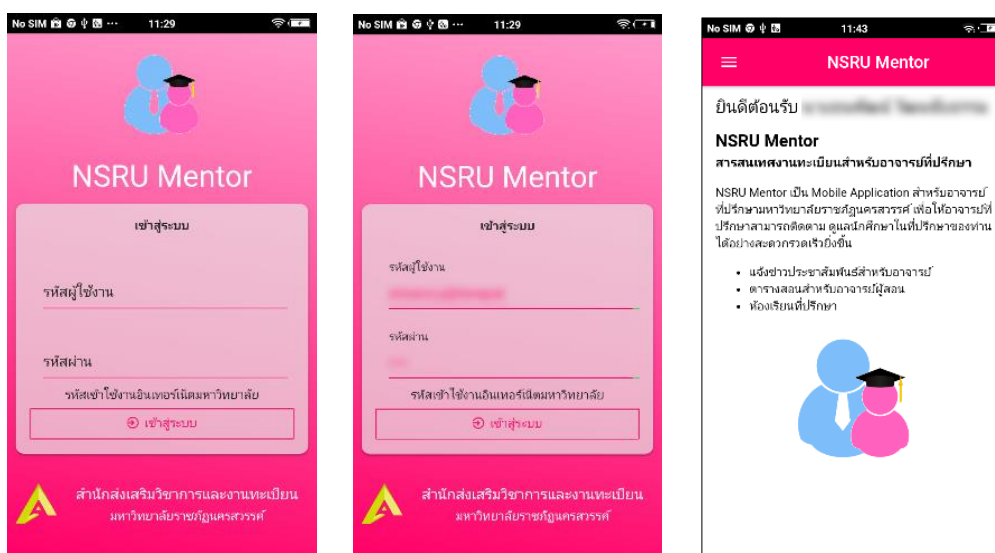 No SIM 11:29
NSRU Mentor
เข้าสู่ระบบ
รหัสผู้ใช้งาน
รหัสผ่าน
รหัสเข้าใช้งานอินเทอร์เน็ตมหาวิทยาลัย
เข้าสู่ระบบ
สำนักส่งเสริมวิชาการและงานทะเบียน
มหาวิทยาลัยราชภัฏนครสวรรค์
No SIM 11:29
NSRU Mentor
เข้าสู่ระบบ
รหัสผู้ใช้งาน
รหัสผ่าน
รหัสเข้าใช้งานอินเทอร์เน็ตมหาวิทยาลัย
เข้าสู่ระบบ
สำนักส่งเสริมวิชาการและงานทะเบียน
มหาวิทยาลัยราชภัฏนครสวรรค์
No SIM 11:43
NSRU Mentor
ยินดีต้อนรับ
NSRU Mentor
สารสนเทศงานทะเบียนสำหรับอาจารย์ที่ปรึกษา
NSRU Mentor เป็น Mobile Application สำหรับอาจารย์
ที่ปรึกษามหาวิทยาลัยราชภัฏนครสวรรค์ เพื่อให้อาจารย์ที่
ปรึกษาสามารถติดตาม ดูแลนักศึกษาในที่ปรึกษาของท่าน
ได้อย่างสะดวกรวดเร็วยิ่งขึ้น
• แจ้งข่าวประชาสัมพันธ์สำหรับอาจารย์
• ตารางสอนสำหรับอาจารย์ผู้สอน
• ห้องเรียนที่ปรึกษา